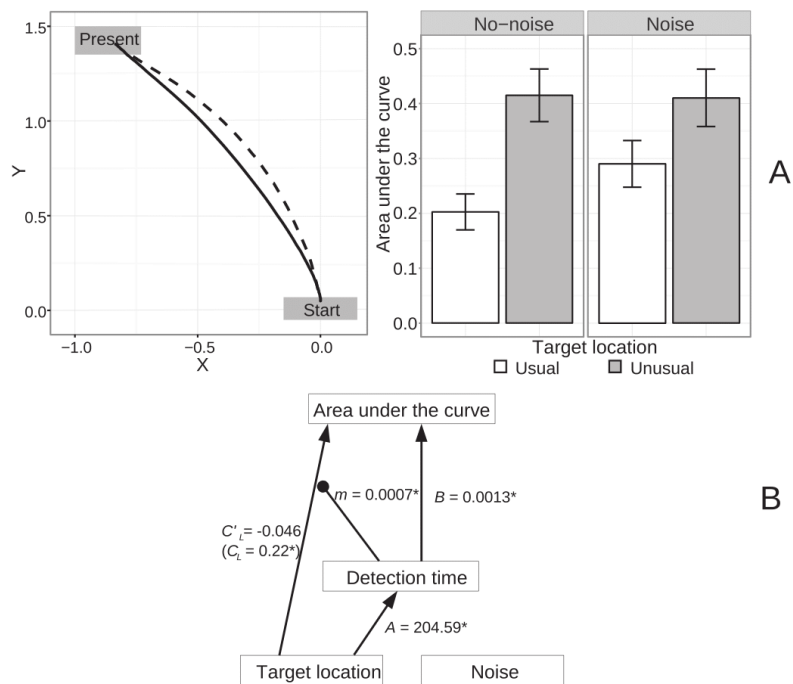 Present
Start
Y
1.5
1.0
0.5
0.0
−1.0
−0.5
0.0
X
No−noise
Noise
Area under the curve
0.5
0.4
0.3
0.2
0.1
0.0
Target location
Usual
Unusual
A
Area under the curve
m = 0.0007*
B = 0.0013*
C'L = -0.046
(CL = 0.22*)
Detection time
A = 204.59*
Target location
Noise
B